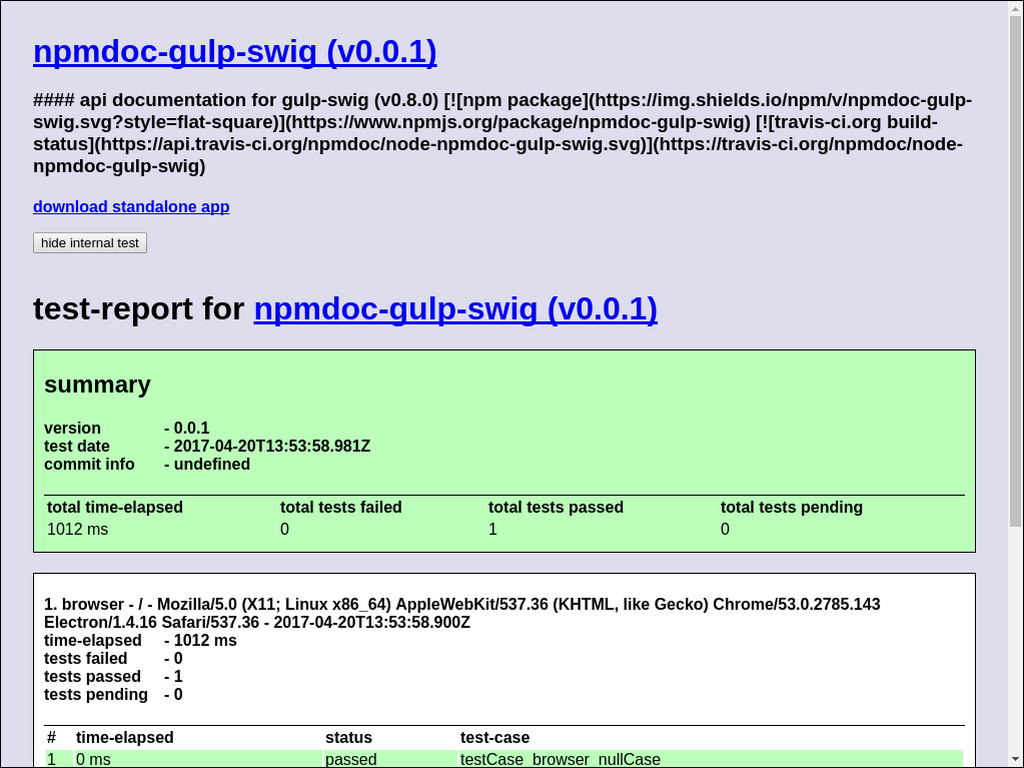 npmdoc-gulp-swig (v0.0.1)
#### api documentation for gulp-swig (v0.8.0) [![npm package](https://img.shields.io/npm/v/npmdoc-gulp-
swig.svg?style=flat-square)](https://www.npmjs.org/package/npmdoc-gulp-swig) [![travis-ci.org build-
status](https://api.travis-ci.org/npmdoc/node-npmdoc-gulp-swig.svg)](https://travis-ci.org/npmdoc/node-
npmdoc-gulp-swig)
download standalone app
hide internal test
test-report for npmdoc-gulp-swig (v0.0.1)
summary
version - 0.0.1
test date - 2017-04-20T13:53:58.981Z
commit info - undefined
total time-elapsed total tests failed total tests passed total tests pending
1012 ms 0 1 0
1. browser - / - Mozilla/5.0 (X11; Linux x86_64) AppleWebKit/537.36 (KHTML, like Gecko) Chrome/53.0.2785.143
Electron/1.4.16 Safari/537.36 - 2017-04-20T13:53:58.900Z
time-elapsed - 1012 ms
tests failed - 0
tests passed - 1
tests pending - 0
# time-elapsed status test-case
1 0 ms passed testCase_browser_nullCase